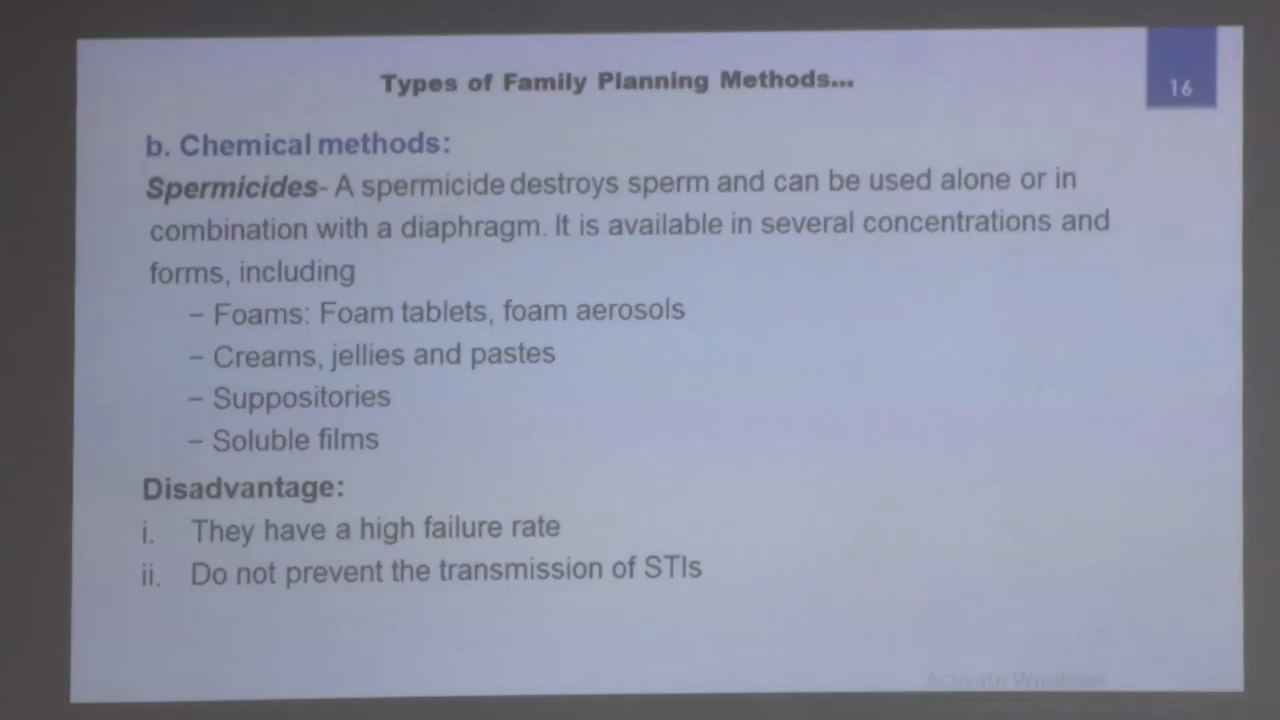 Types of Family Planning Methods...
16
b. Chemical methods:
Spermicides- A spermicide destroys sperm and can be used alone or in
combination with a diaphragm. It is available in several concentrations and
forms, including
– Foams: Foam tablets, foam aerosols
– Creams, jellies and pastes
– Suppositories
– Soluble films
Disadvantage:
i. They have a high failure rate
ii. Do not prevent the transmission of STIs
Activate Windows